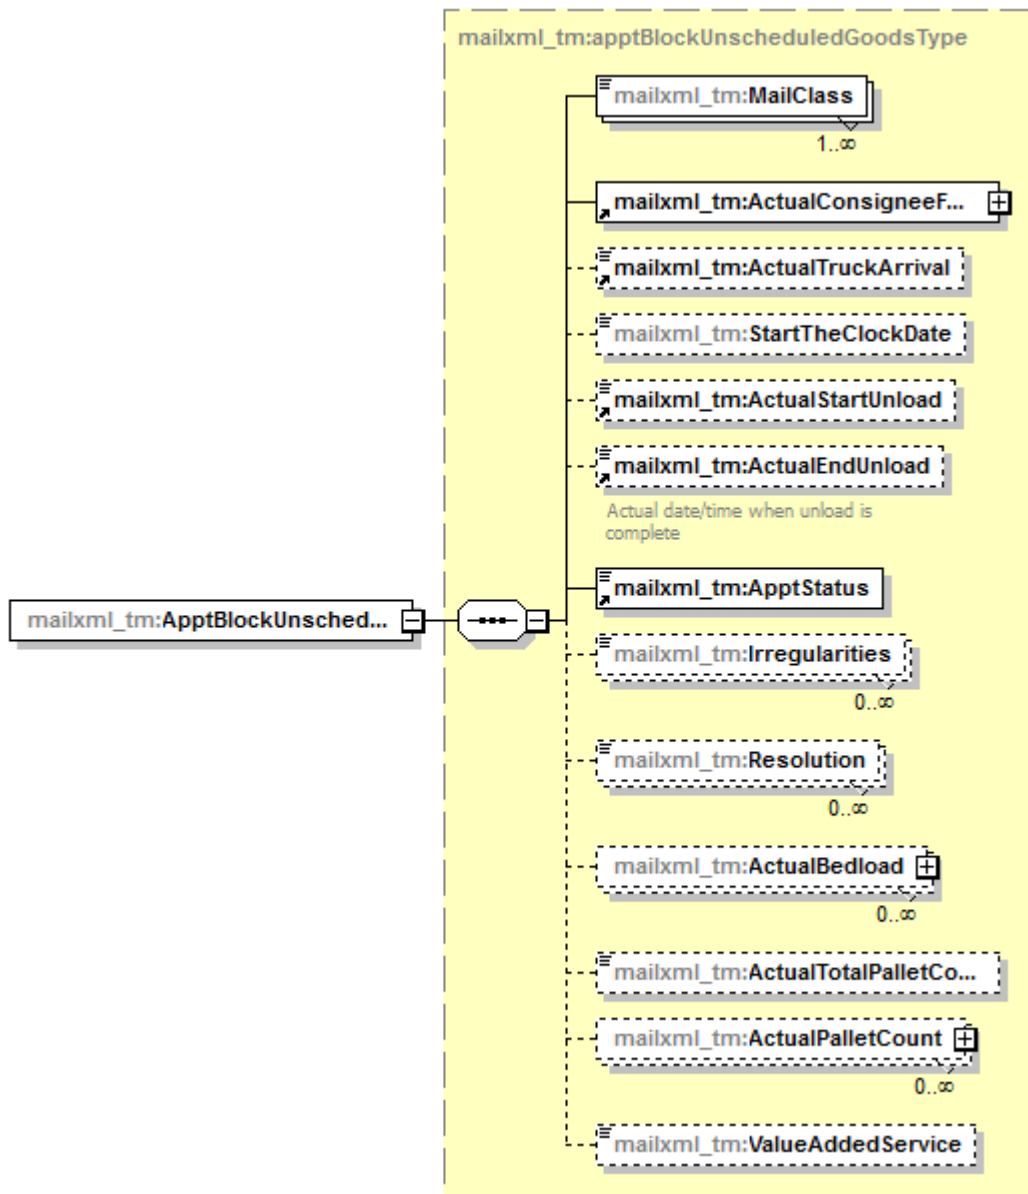 mailxml_tm:apptBlockUnscheduledGoodsType
mailxml_tm:MailClass
1..∞
mailxml_tm:ActualConsigneeF...
mailxml_tm:ActualTruckArrival
mailxml_tm:StartTheClockDate
mailxml_tm:ActualStartUnload
mailxml_tm:ActualEndUnload
Actual date/time when unload is
complete
mailxml_tm:ApptStatus
mailxml_tm:ApptBlockUnsched...
mailxml_tm:Irregularities
0..∞
mailxml_tm:Resolution
0..∞
mailxml_tm:ActualBedload
0..∞
mailxml_tm:ActualTotalPalletCo...
mailxml_tm:ActualPalletCount
0..∞
mailxml_tm:ValueAddedService